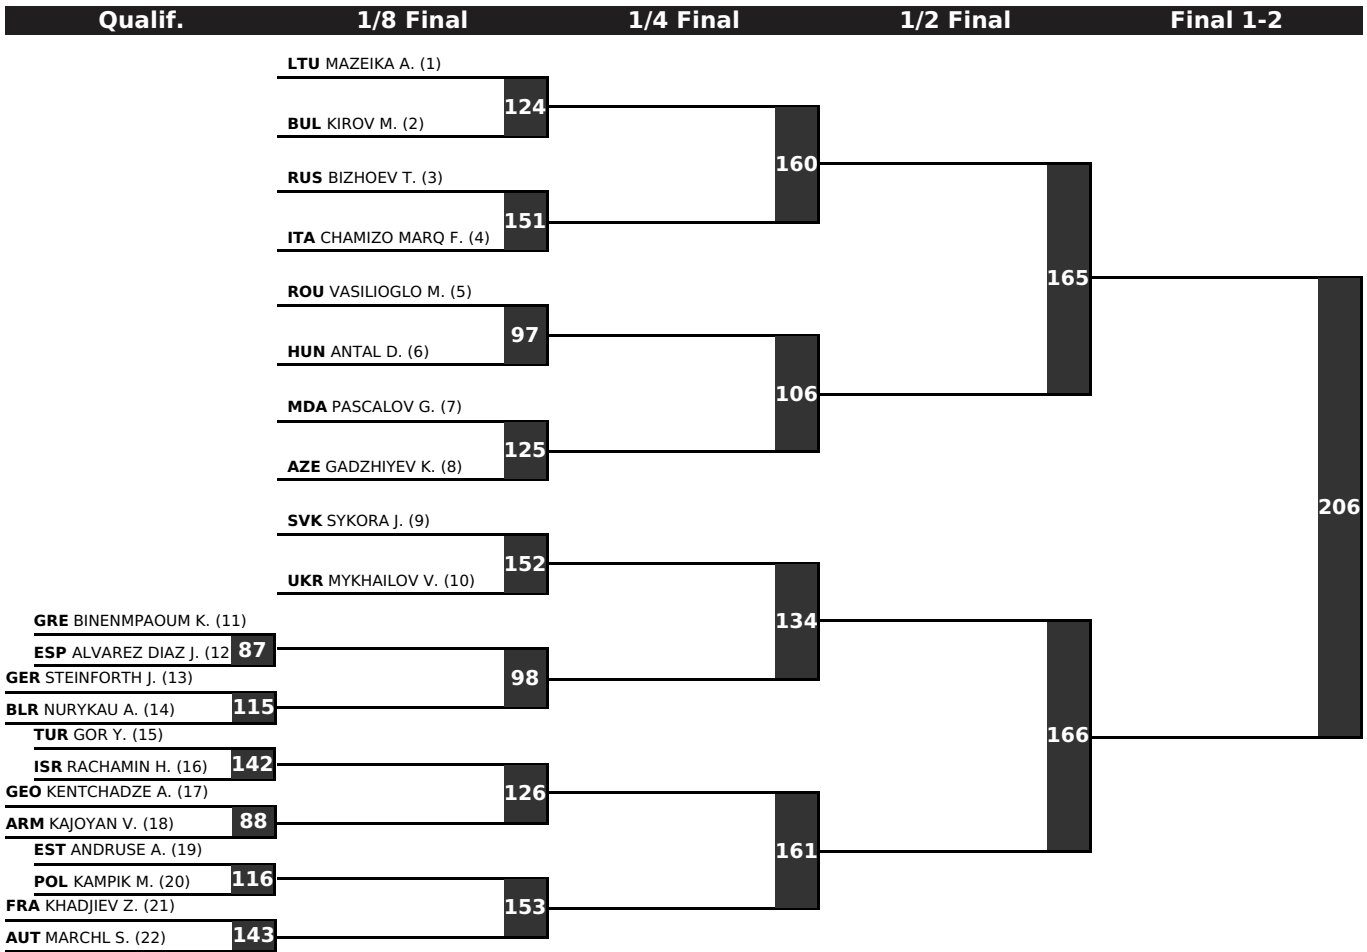 Qualif. 1/8 Final 1/4 Final 1/2 Final Final 1-2
LTU MAZEIKA A. (1)
124
BUL KIROV M. (2)
160
RUS BIZHOEV T. (3)
151
ITA CHAMIZO MARQ F. (4)
165
ROU VASILIOGLO M. (5)
97
HUN ANTAL D. (6)
106
MDA PASCALOV G. (7)
125
AZE GADZHIYEV K. (8)
206
SVK SYKORA J. (9)
152
UKR MYKHAILOV V. (10)
GRE BINENMPAOUM K. (11)
134
ESP ALVAREZ DIAZ J. (12 87
GER STEINFORTH J. (13)
98
BLR NURYKAU A. (14) 115
TUR GOR Y. (15)
166
ISR RACHAMIN H. (16) 142
GEO KENTCHADZE A. (17)
126
ARM KAJOYAN V. (18) 88
EST ANDRUSE A. (19)
161
POL KAMPIK M. (20) 116
FRA KHADJIEV Z. (21)
153
AUT MARCHL S. (22) 143